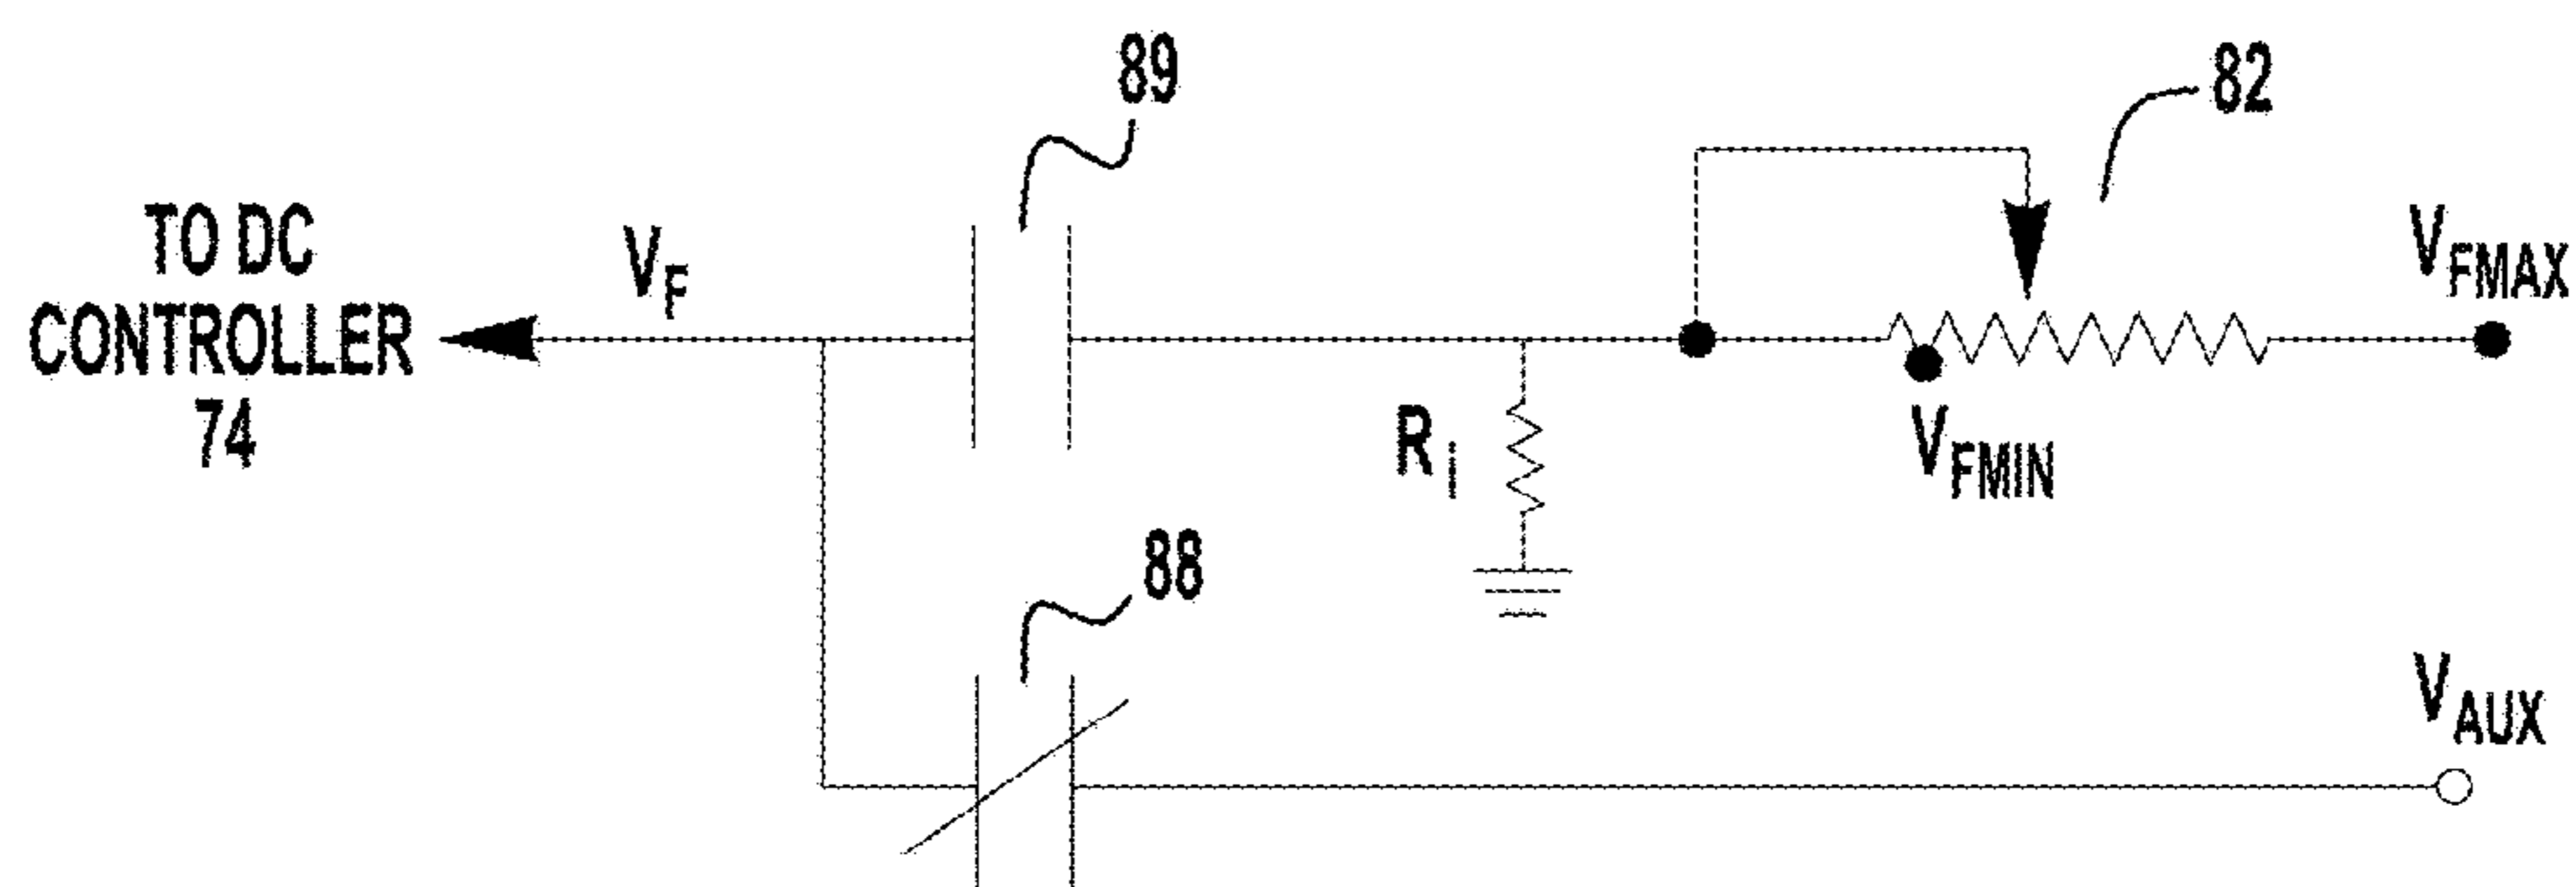 89
82
TO DC
CONTROLLER
74
VF
VFMAX
Ri
VFMIN
88
VAUX